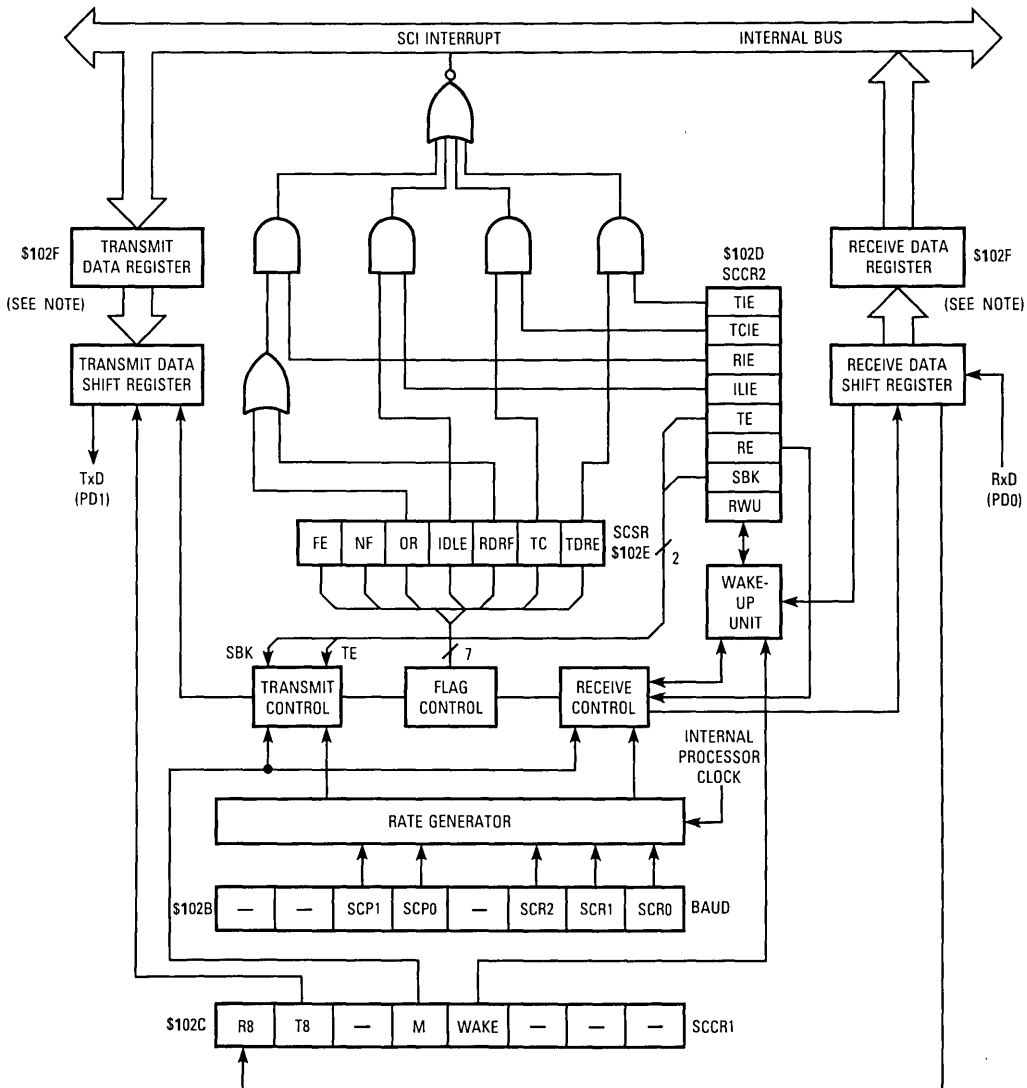 SCI INTERRUPT
INTERNAL BUS
$102F
TRANSMIT
DATA REGISTER
(SEE NOTE)
TRANSMIT DATA
SHIFT REGISTER
TxD
(PD1)
$102D
SCCR2
TIE
TCIE
RIE
ILIE
TE
RE
SBK
RWU
RECEIVE DATA
REGISTER
$102F
(SEE NOTE)
RECEIVE DATA
SHIFT REGISTER
RxD
(PD0)
FE NF OR IDLE RDRF TC TDRE
SCSR
$102E
2
WAKE-
UP
UNIT
SBK
TE
7
TRANSMIT
CONTROL
FLAG
CONTROL
RECEIVE
CONTROL
INTERNAL
PROCESSOR
CLOCK
RATE GENERATOR
$102B — — SCP1 SCP0 — SCR2 SCR1 SCR0 BAUD
$102C R8 T8 — M WAKE — — — SCCR1